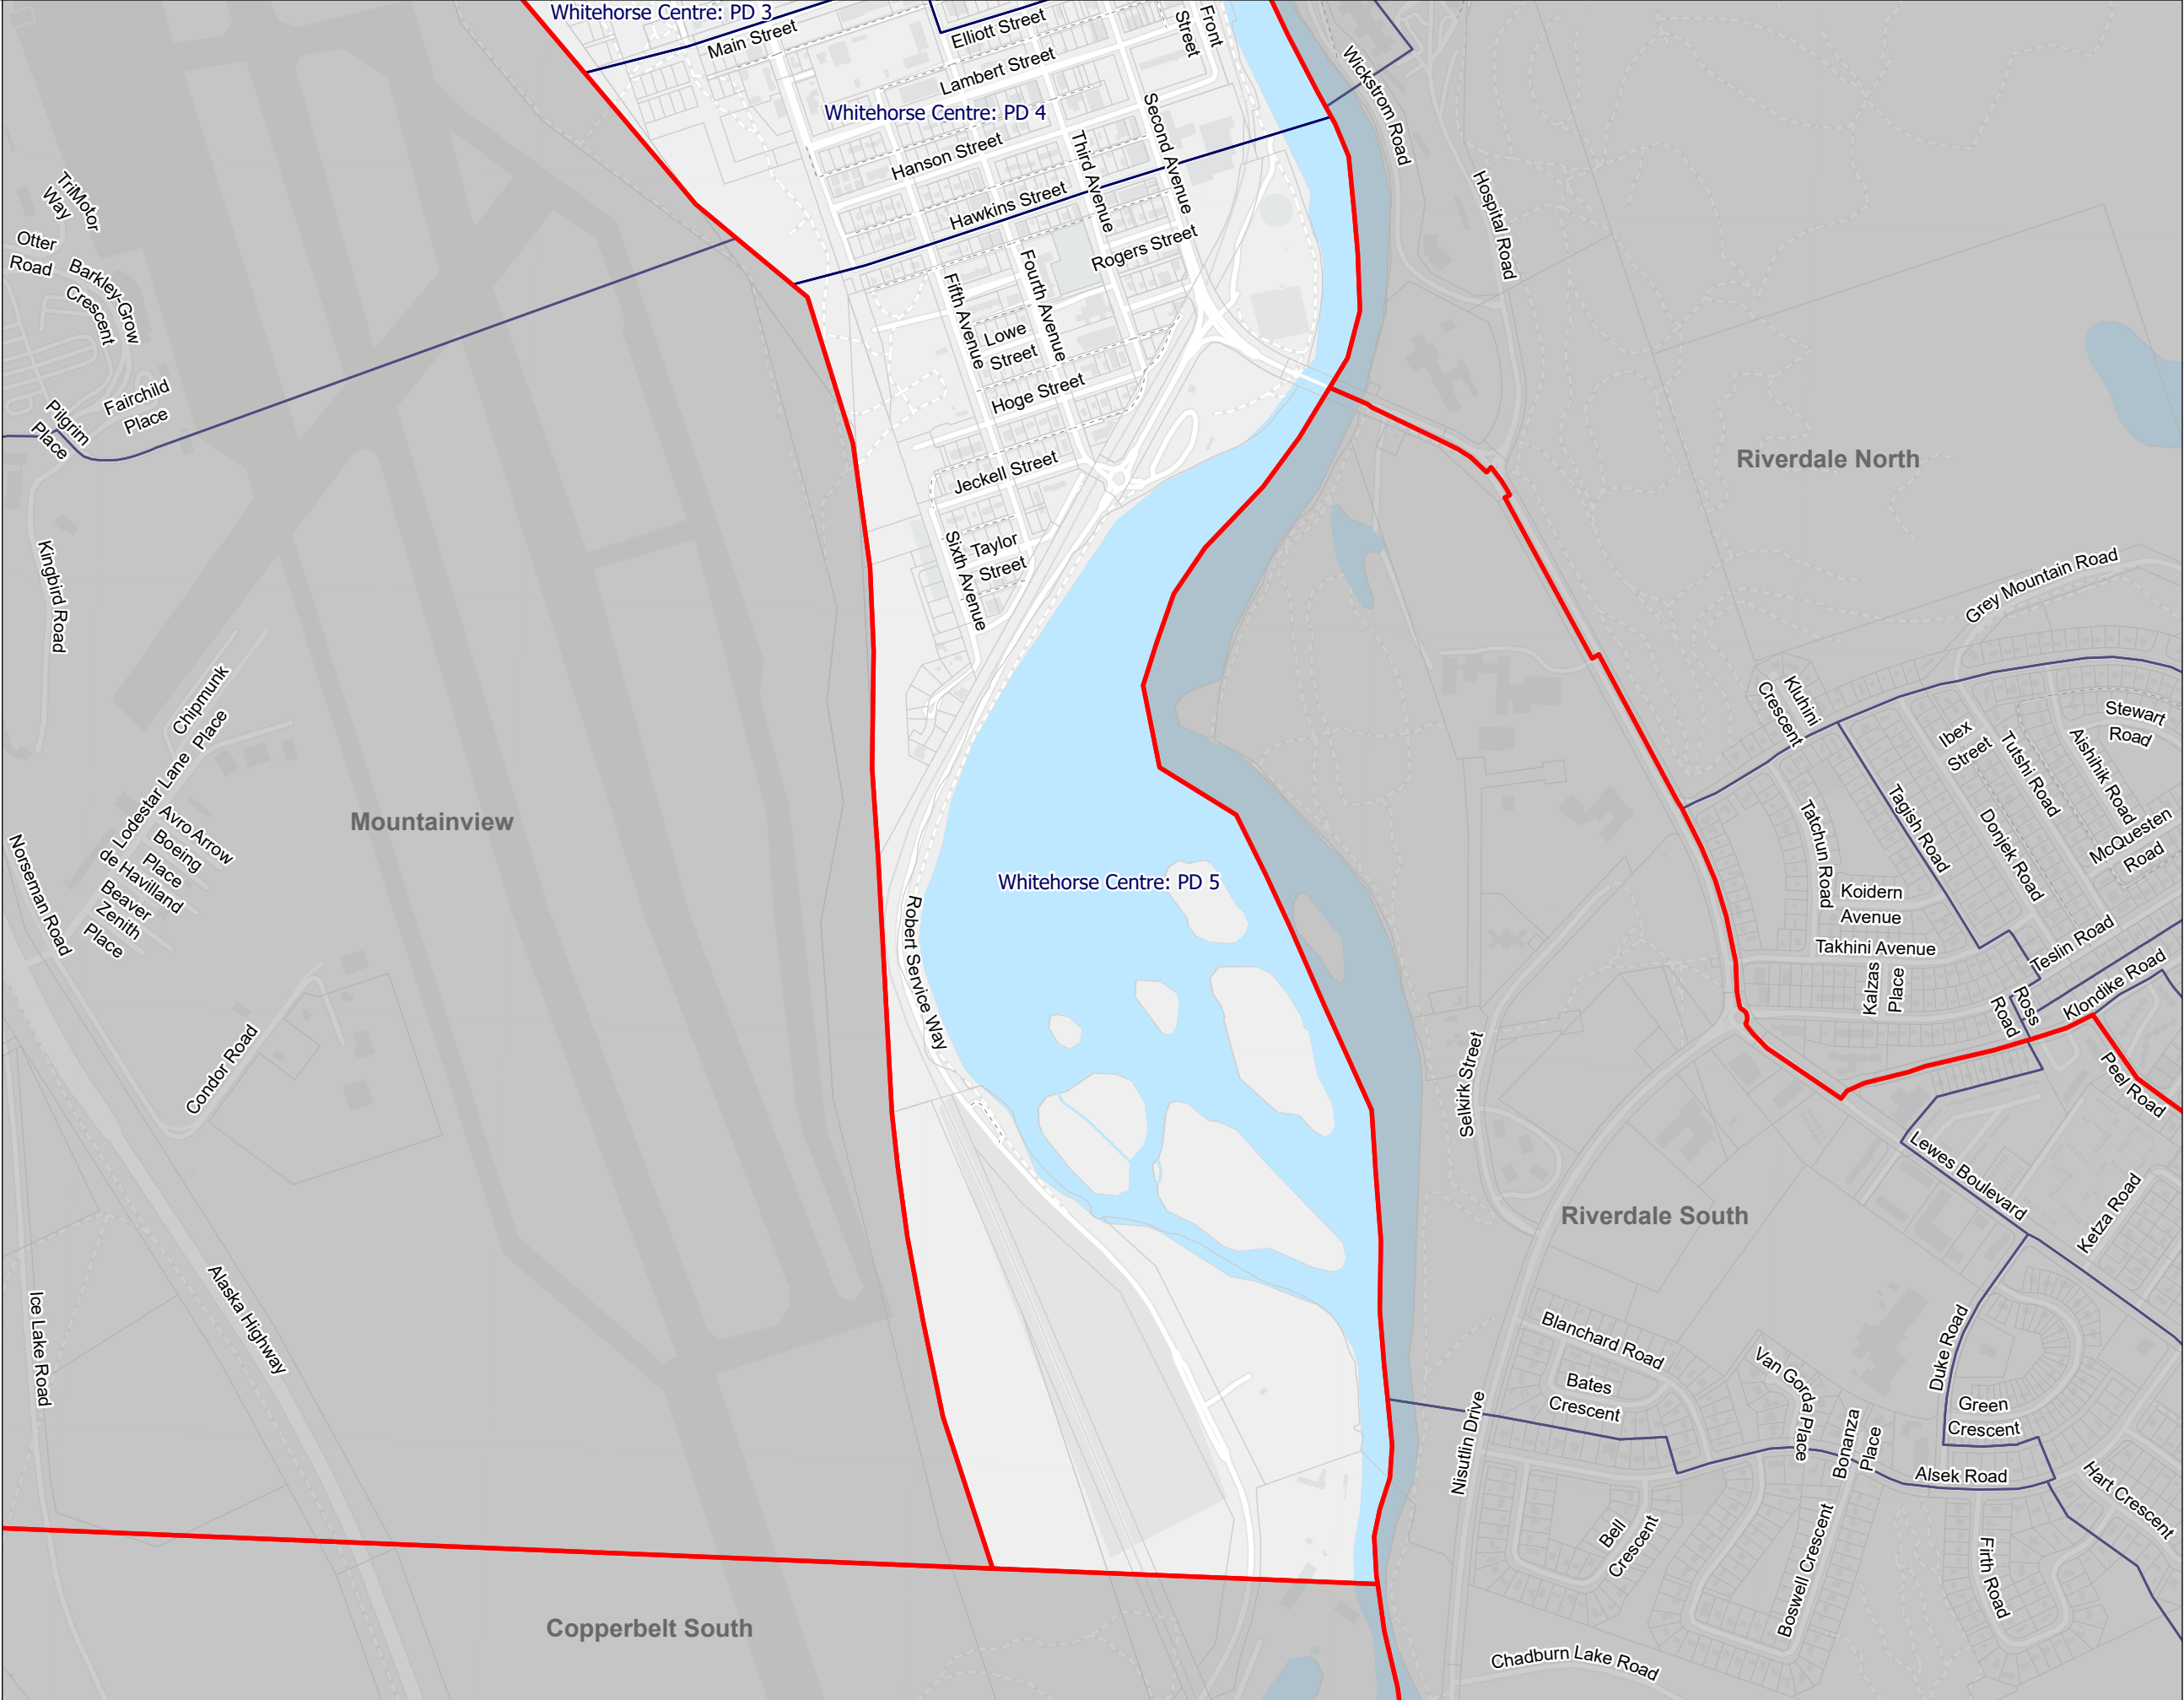 Whitehorse Centre: PD 3
Main Street
Elliott Street
Front
Street
Lambert Street
Wickstrom Road
Whitehorse Centre: PD 4
Second Avenue
Hanson Street
Third Avenue
Hospital Road
TriMotor
Way
Hawkins Street
Otter
Road
Rogers Street
Barkley-Grow
Crescent
Fourth Avenue
Fifth Avenue
Lowe
Street
Fairchild
Place
Hoge Street
Pilgrim
Place
Jeckell Street
Riverdale North
Sixth Avenue
Taylor
Street
Kingbird Road
Grey Mountain Road
Chipmunk
Place
Kluhini
Crescent
Stewart
Road
Ibex
Street
Tutshi Road
Aishihik Road
Lodestar Lane
Mountainview
Avro Arrow
Boeing
Place
de Havilland
Beaver
Zenith
Place
Norseman Road
Tatchun Road
Tagish Road
Donjek Road
McQuesten
Road
Whitehorse Centre: PD 5
Koidern
Avenue
Robert Service Way
Takhini Avenue
Teslin Road
Kalzas
Place
Klondike Road
Ross
Road
Condor Road
Selkirk Street
Peel Road
Lewes Boulevard
Riverdale South
Ketza Road
Alaska Highway
Ice Lake Road
Blanchard Road
Duke Road
Van Gorda Place
Bates
Crescent
Green
Crescent
Nisutlin Drive
Bonanza
Place
Alsek Road
Hart Crescent
Bell
Crescent
Boswell Crescent
Firth Road
Copperbelt South
Chadburn Lake Road